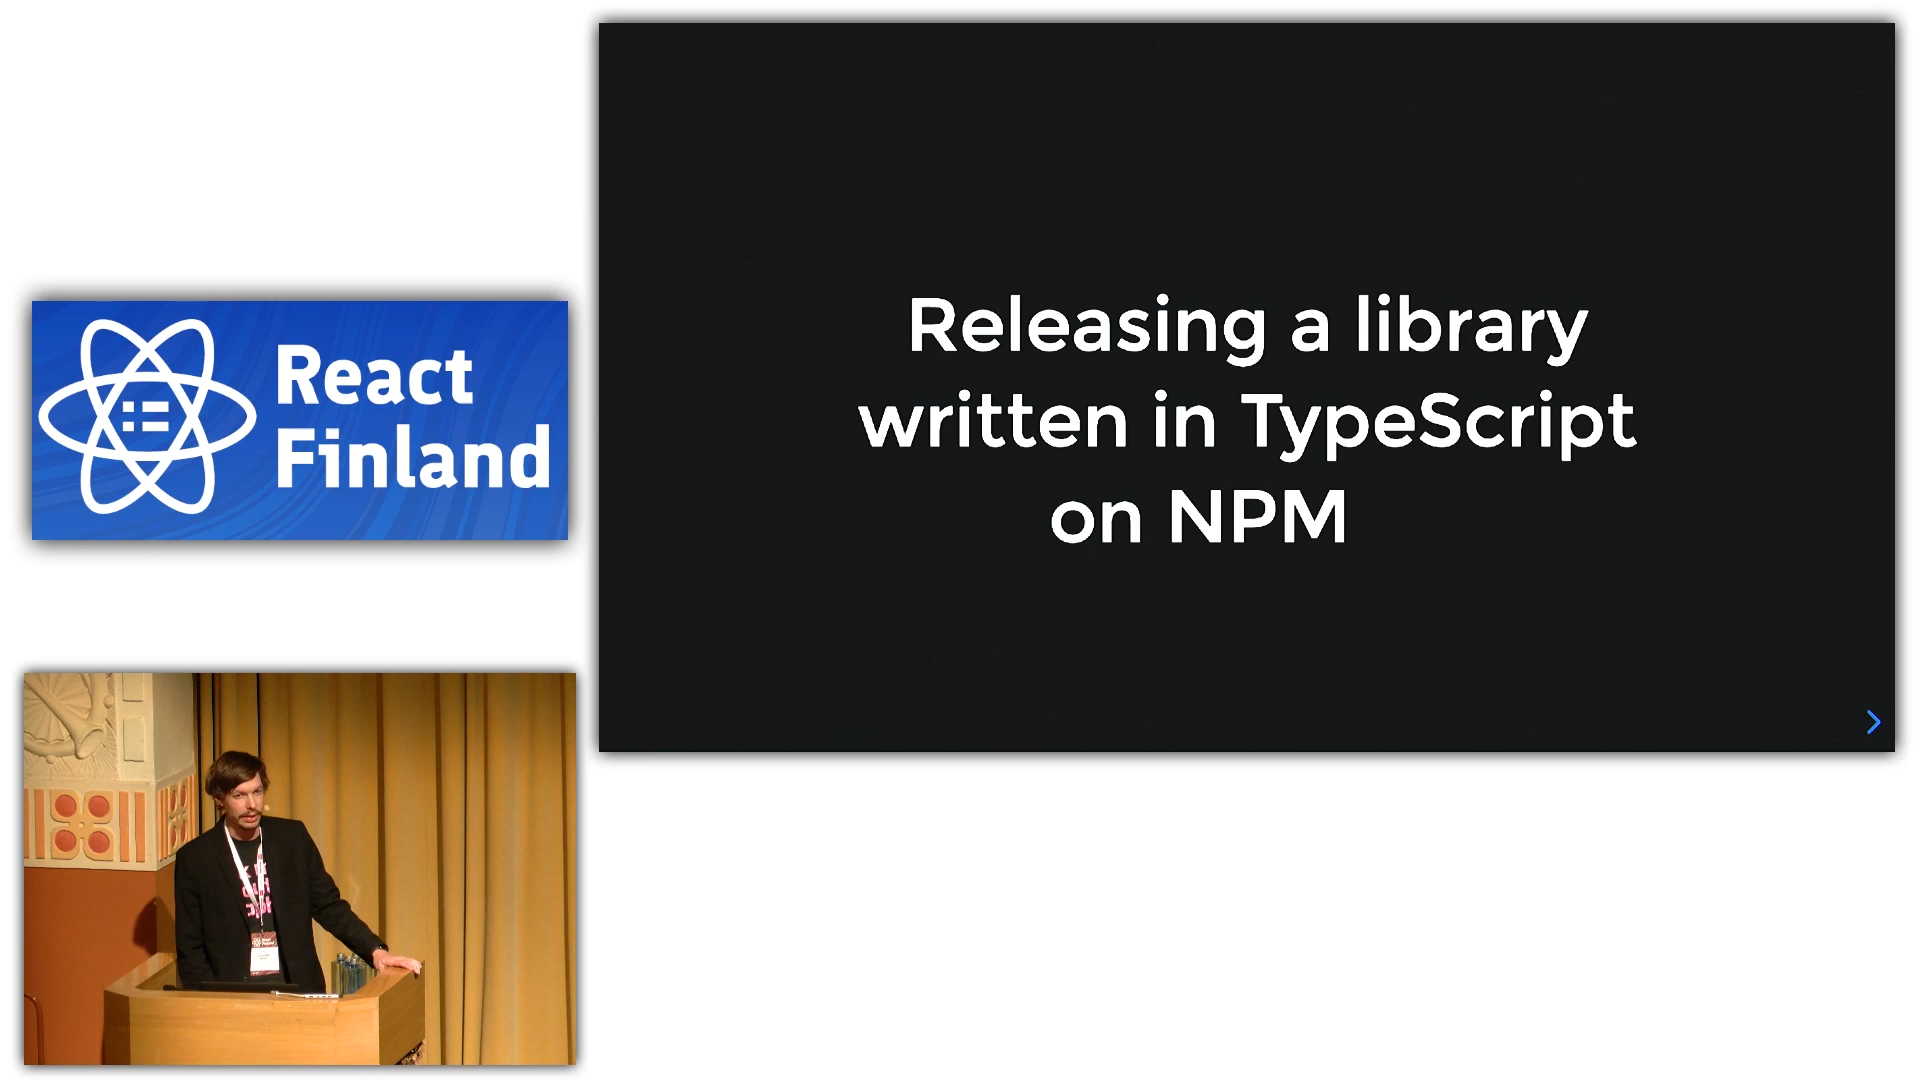 React
Finland
Releasing a library
written in TypeScript
on NPM